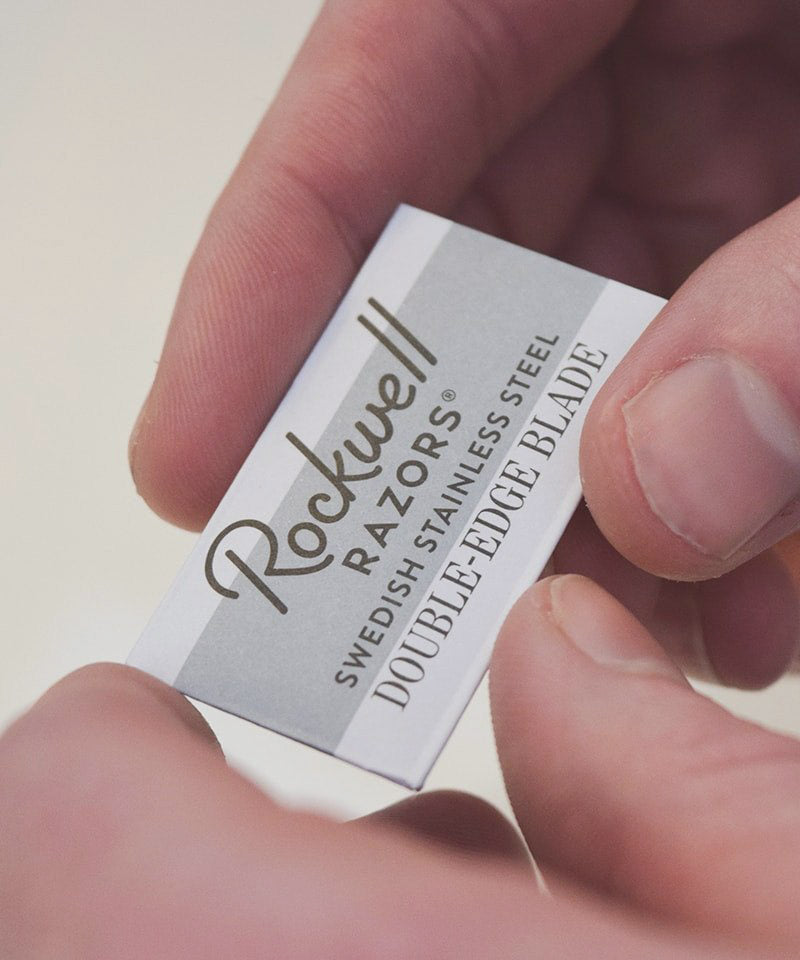 Rockwell
RAZORS®
SWEDISH STAINLESS STEEL
DOUBLE-EDGE BLADE